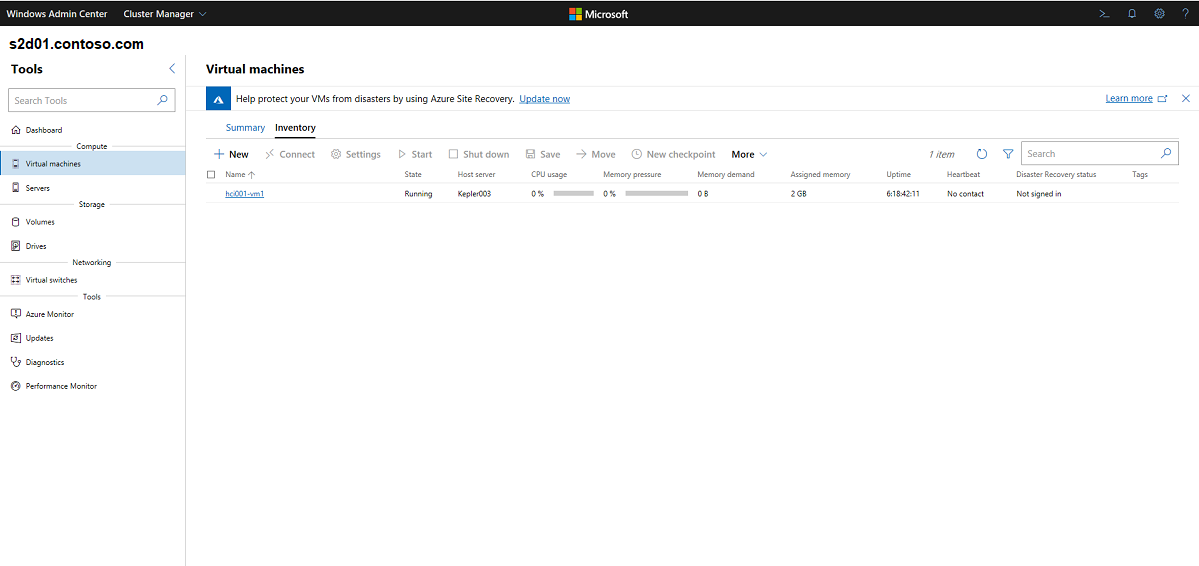 Windows Admin Center Cluster Manager Microsoft
s2d01.contoso.com
Tools
Search Tools
Dashboard
Compute
Virtual machines
Servers
Storage
Volumes
Drives
Networking
Virtual switches
Tools
Azure Monitor
Updates
Diagnostics
Performance Monitor
Virtual machines
Help protect your VMs from disasters by using Azure Site Recovery. Update now Learn more
Summary Inventory
New Connect Settings Start Shut down Save Move New checkpoint More 1 item Search
Name State Host server CPU usage Memory pressure Memory demand Assigned memory Uptime Heartbeat Disaster Recovery status Tags
hci001-vm1 Running Kepler003 0 % 0 % 0 B 2 GB 6:18:42:11 No contact Not signed in